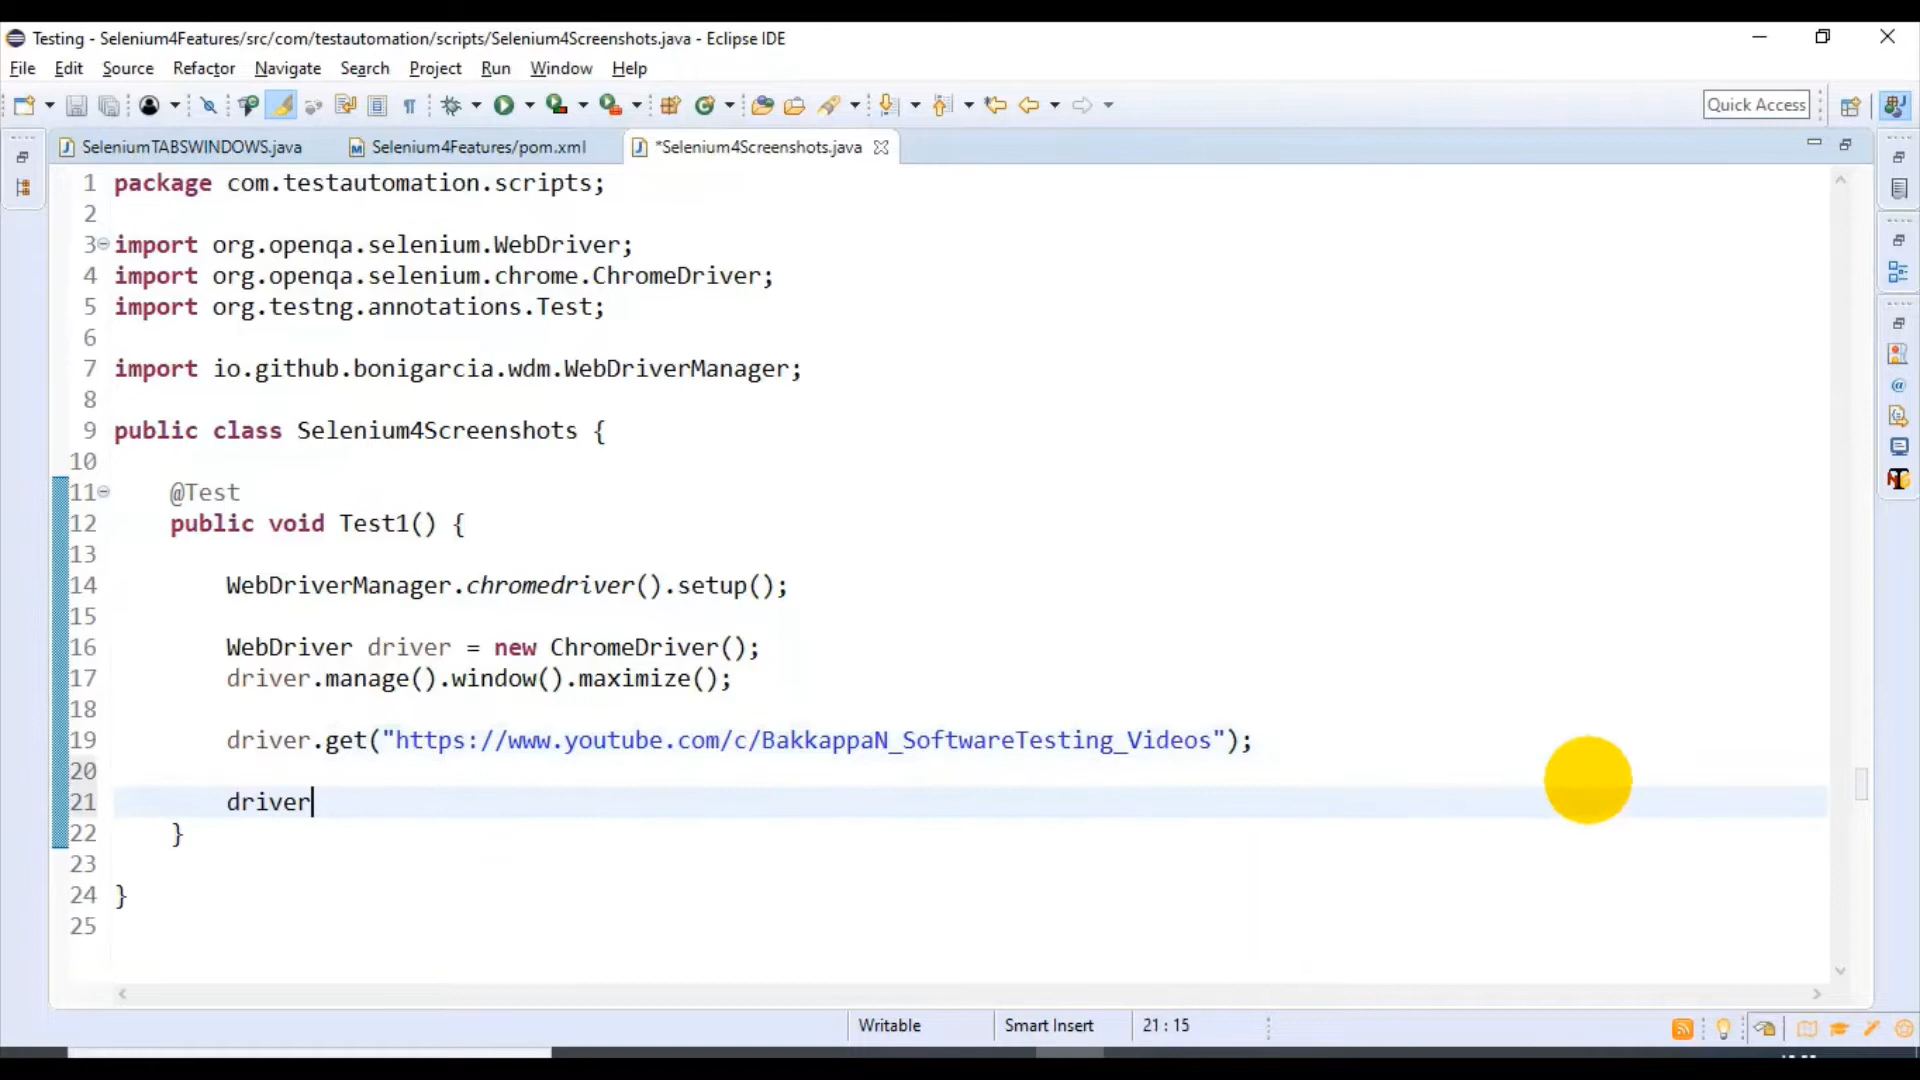 Testing - Selenium4Features/src/com/testautomation/scripts/Selenium4Screenshots.java - Eclipse IDE
File Edit Source Refactor Navigate Search Project Run Window Help
Quick Access
SeleniumTABSWINDOWS.java Selenium4Features/pom.xml *Selenium4Screenshots.java
1 package com.testautomation.scripts;
2
3 import org.openqa.selenium.WebDriver;
4 import org.openqa.selenium.chrome.ChromeDriver;
5 import org.testng.annotations.Test;
6
7 import io.github.bonigarcia.wdm.WebDriverManager;
8
9 public class Selenium4Screenshots {
10
11 @Test
12 public void Test1() {
13
14 WebDriverManager.chromedriver().setup();
15
16 WebDriver driver = new ChromeDriver();
17 driver.manage().window().maximize();
18
19 driver.get("https://www.youtube.com/c/BakkappaN_SoftwareTesting_Videos");
20
21 driver
22 }
23
24 }
25
Writable Smart Insert 21 : 15